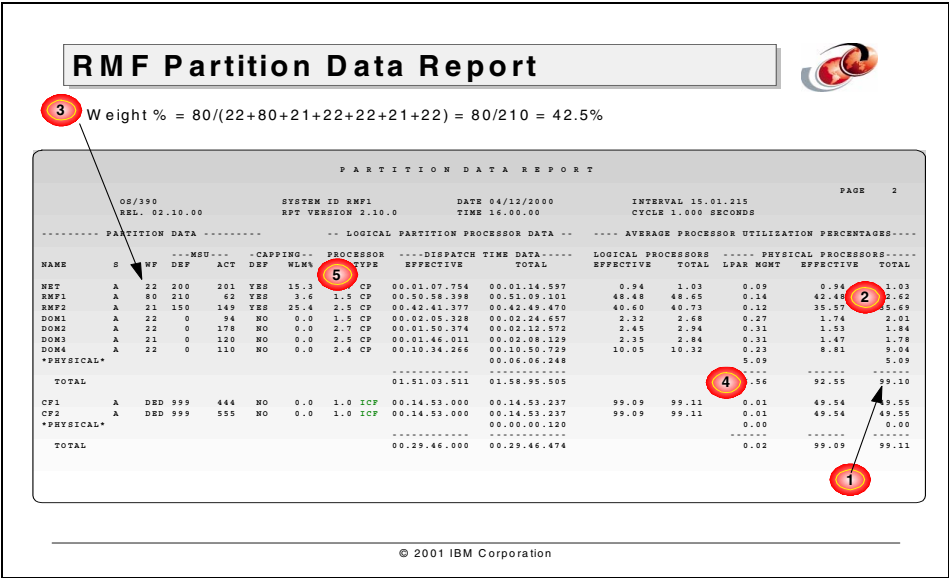 RMF Partition Data Report
3 Weight % = 80/(22+80+21+22+22+21+22) = 80/210 = 42.5%
PARTITION DATA REPORT
PAGE 2
OS/390 SYSTEM ID RMF1 DATE 04/12/2000 INTERVAL 15.01.215
REL. 02.10.00 RPT VERSION 2.10.0 TIME 16.00.00 CYCLE 1.000 SECONDS
--------- PARTITION DATA --------- -- LOGICAL PARTITION PROCESSOR DATA -- ---- AVERAGE PROCESSOR UTILIZATION PERCENTAGES----
---MSU--- -CAPPING-- PROCESSOR ----DISPATCH TIME DATA----- LOGICAL PROCESSORS ----- PHYSICAL PROCESSORS-----
NAME S WF DEF ACT DEF WLM% 5 TYPE EFFECTIVE TOTAL EFFECTIVE TOTAL LPAR MGMT EFFECTIVE TOTAL
NET A 22 200 201 YES 15.3 CP 00.01.07.754 00.01.14.597 0.94 1.03 0.09 0.94 1.03
RMF1 A 80 210 62 YES 3.6 1.5 CP 00.50.58.398 00.51.09.101 48.48 48.65 0.14 42.48 2 2.62
RMF2 A 21 150 149 YES 25.4 2.5 CP 00.42.41.377 00.42.49.470 40.60 40.73 0.12 35.57 35.69
DOM1 A 22 0 94 NO 0.0 1.5 CP 00.02.05.328 00.02.24.657 2.32 2.68 0.27 1.74 2.01
DOM2 A 22 0 178 NO 0.0 2.7 CP 00.01.50.374 00.02.12.572 2.45 2.94 0.31 1.53 1.84
DOM3 A 21 0 120 NO 0.0 2.5 CP 00.01.46.011 00.02.08.129 2.35 2.84 0.31 1.47 1.78
DOM4 A 22 0 110 NO 0.0 2.4 CP 00.10.34.266 00.10.50.729 10.05 10.32 0.23 8.81 9.04
*PHYSICAL* 00.06.06.248 5.09 5.09
------------ ------------ ------ ------ ------
TOTAL 01.51.03.511 01.58.95.505 4 .56 92.55 99.10
CF1 A DED 999 444 NO 0.0 1.0 ICF 00.14.53.000 00.14.53.237 99.09 99.11 0.01 49.54 49.55
CF2 A DED 999 555 NO 0.0 1.0 ICF 00.14.53.000 00.14.53.237 99.09 99.11 0.01 49.54 49.55
*PHYSICAL* 00.00.00.120 0.00 0.00
------------ ------------ ------ ------ ------
TOTAL 00.29.46.000 00.29.46.474 0.02 99.09 99.11
1
© 2001 IBM Corporation